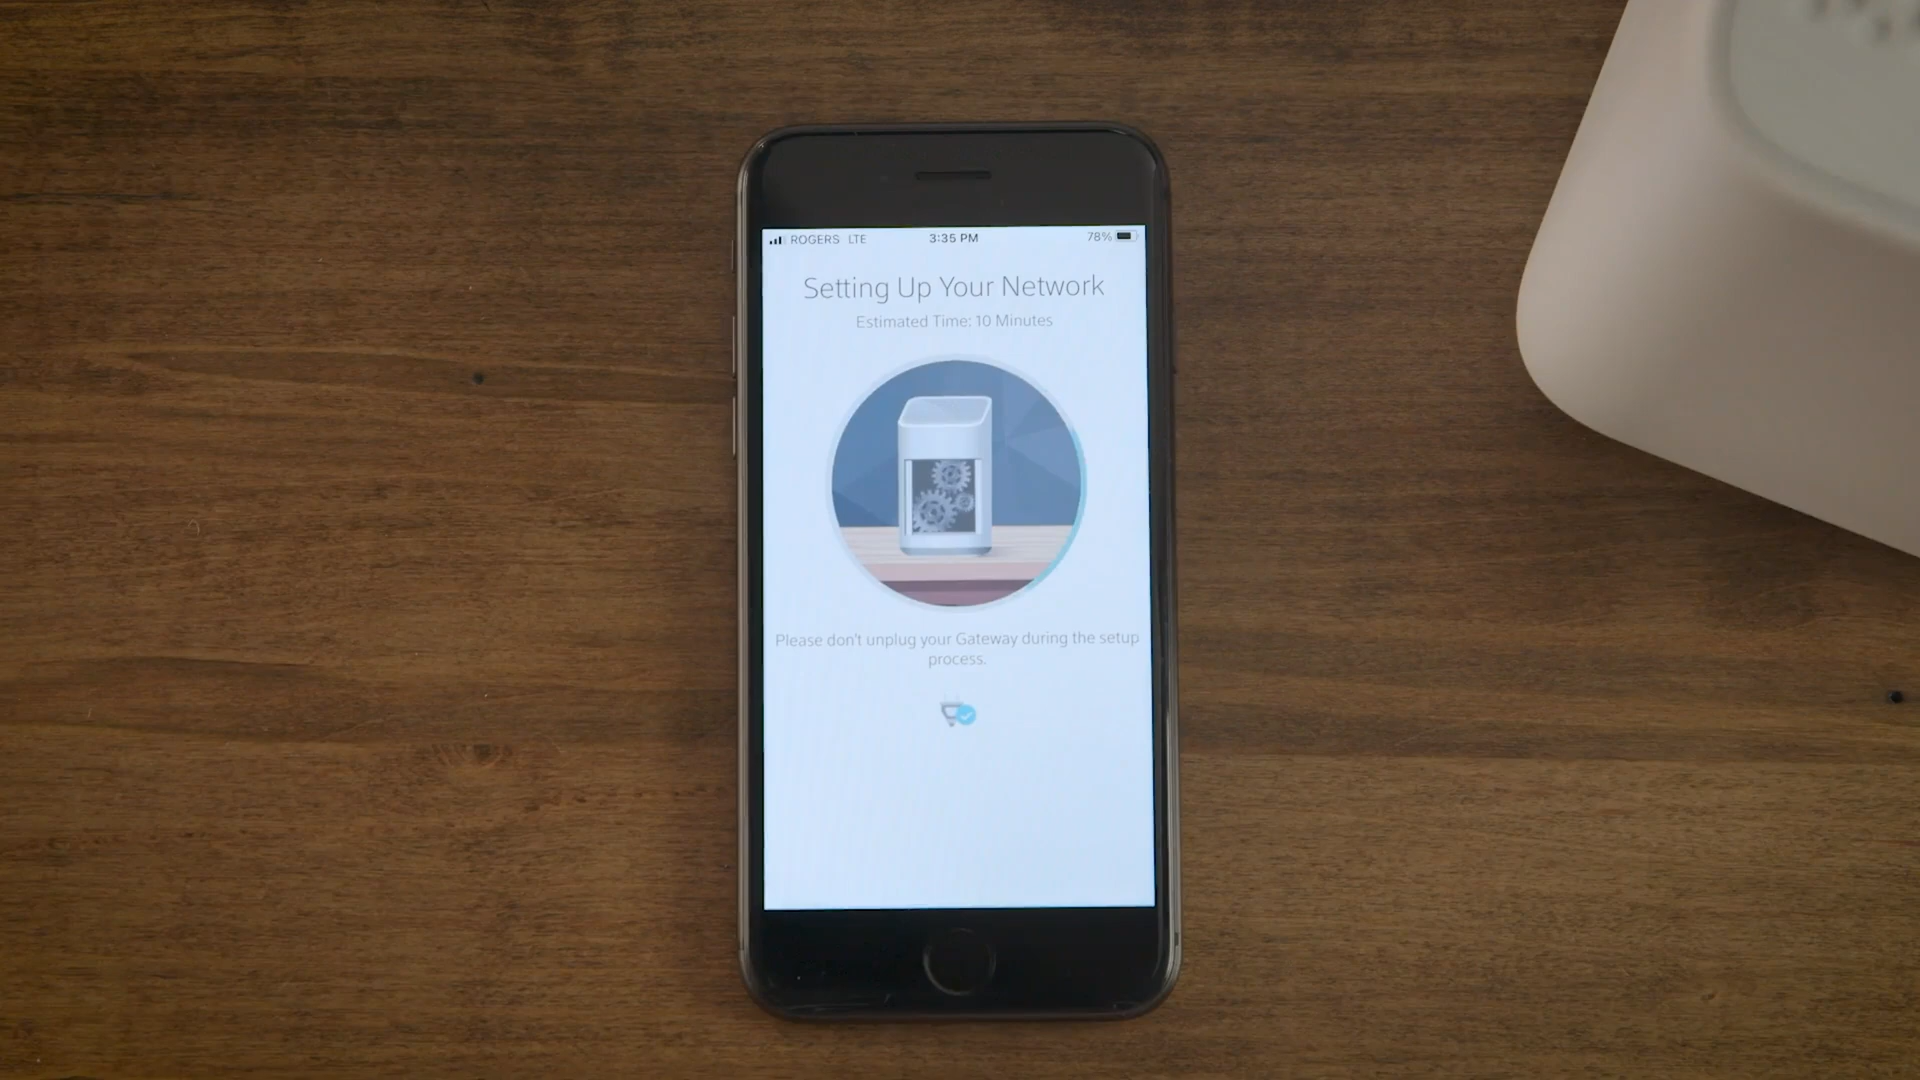 ROGERS LTE 3:35 PM 78%
Setting Up Your Network
Estimated Time: 10 Minutes
Please don't unplug your Gateway during the setup
process.